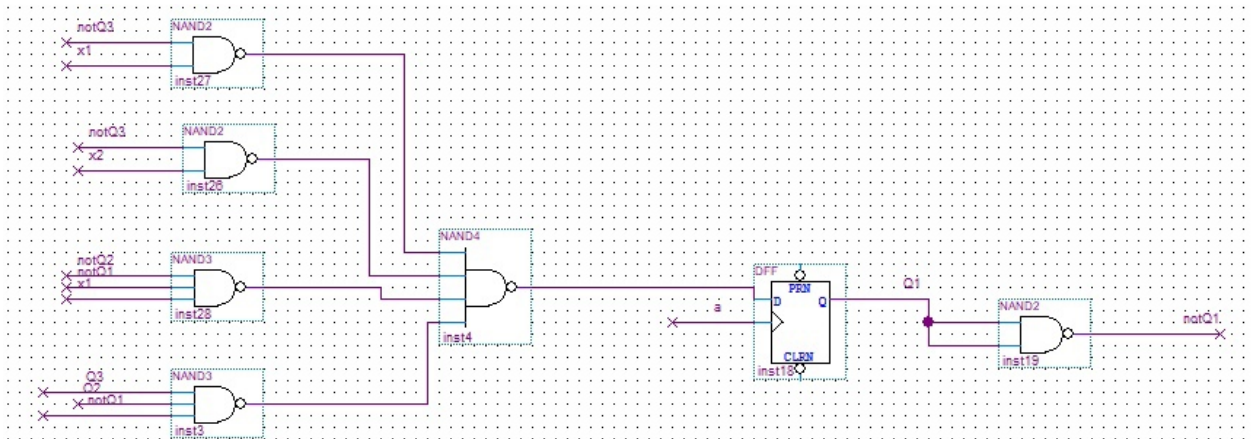 notQ3
NAND2
x1
inst27
notQ3
NAND2
x2
inst26
notQ2
NAND3
notQ1
x1
inst28
NAND4
inst4
DFF
PRN
D
Q
CLRN
inst18
a
Q1
NAND2
inst19
notQ1
Q3
NAND3
Q2
notQ1
inst3